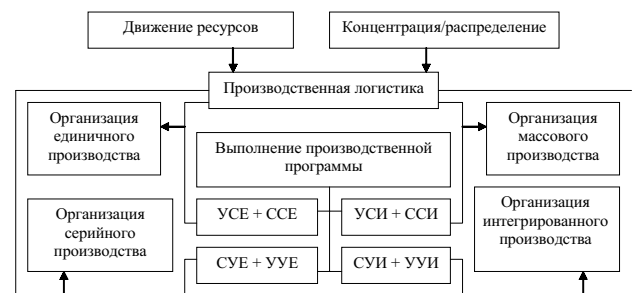 Движение ресурсов
Концентрация/распределение
Производственная логистика
Организация
единичного
производства
Организация
массового
производства
Выполнение производственной
программы
УСЕ + ССЕ
УСИ + ССИ
Организация
серийного
производства
Организация
интегрированного
производства
СУЕ + УУЕ
СУИ + УУИ